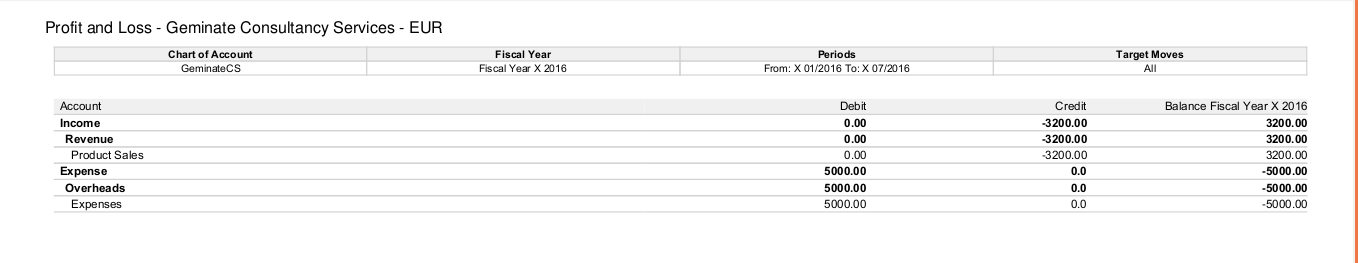 Profit and Loss - Geminate Consultancy Services - EUR
Chart of Account Fiscal Year Periods Target Moves
GeminateCS Fiscal Year X 2016 From: X 01/2016 To: X 07/2016 All
Account Debit Credit Balance Fiscal Year X 2016
Income 0.00 -3200.00 3200.00
Revenue 0.00 -3200.00 3200.00
Product Sales 0.00 -3200.00 3200.00
Expense 5000.00 0.0 -5000.00
Overheads 5000.00 0.0 -5000.00
Expenses 5000.00 0.0 -5000.00